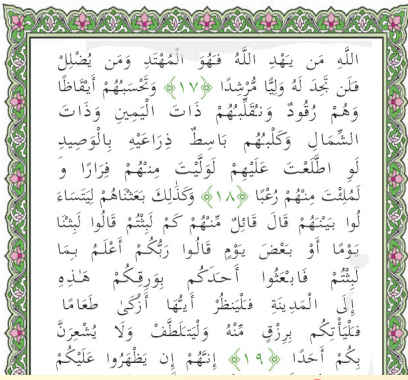 اللَّهِ مَن يَهْدِ اللَّهُ فَهُوَ الْمُهْتَدِ وَمَن يُضْلِلْ
فَلَن تَجِدَ لَهُ وَلِيًّا مُّرْشِدًا ﴿١٧﴾ وَتَحْسَبُهُمْ أَيْقَاظًا
وَهُمْ رُقُودٌ وَنُقَلِّبُهُمْ ذَاتَ الْيَمِينِ وَذَاتَ
الشِّمَالِ وَكَلْبُهُم بَاسِطٌ ذِرَاعَيْهِ بِالْوَصِيدِ
لَوِ اطَّلَعْتَ عَلَيْهِمْ لَوَلَّيْتَ مِنْهُمْ فِرَارًا وَ
لَمُلِئْتَ مِنْهُمْ رُعْبًا ﴿١٨﴾ وَكَذَٰلِكَ بَعَثْنَاهُمْ لِيَتَسَاءَ
لُوا بَيْنَهُمْ قَالَ قَائِلٌ مِّنْهُمْ كَمْ لَبِثْتُمْ قَالُوا لَبِثْنَا
يَوْمًا أَوْ بَعْضَ يَوْمٍ قَالُوا رَبُّكُمْ أَعْلَمُ بِمَا
لَبِثْتُمْ فَابْعَثُوا أَحَدَكُم بِوَرِقِكُمْ هَٰذِهِ
إِلَى الْمَدِينَةِ فَلْيَنظُرْ أَيُّهَا أَزْكَىٰ طَعَامًا
فَلْيَأْتِكُم بِرِزْقٍ مِّنْهُ وَلْيَتَلَطَّفْ وَلَا يُشْعِرَنَّ
بِكُمْ أَحَدًا ﴿١٩﴾ إِنَّهُمْ إِن يَظْهَرُوا عَلَيْكُمْ